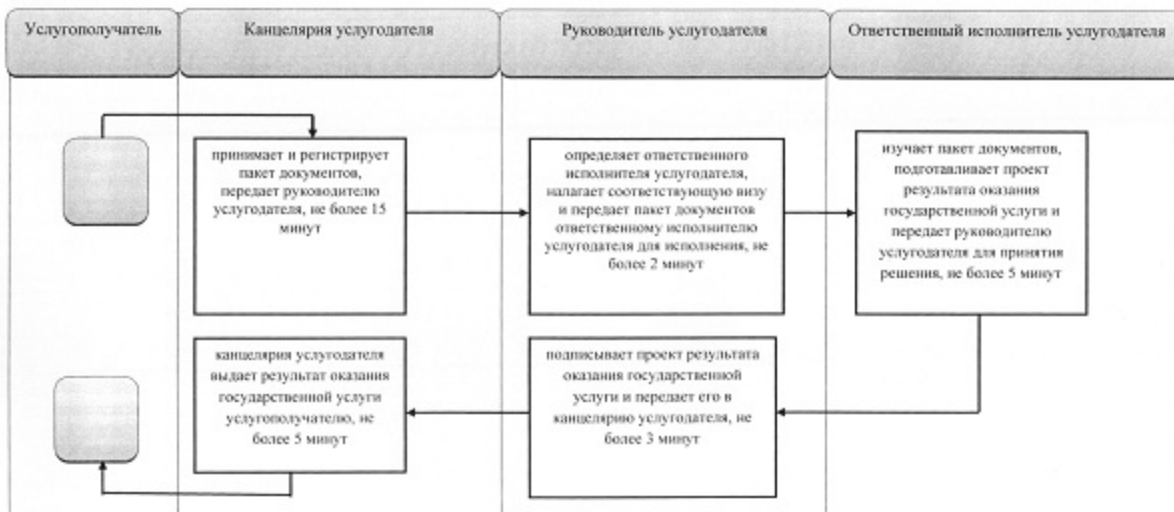 Услугополучатель
Канцелярия услугодателя
Руководитель услугодателя
Ответственный исполнитель услугодателя
принимает и регистрирует
пакет документов,
передает руководителю
услугодателя, не более 15
минут
определяет ответственного
исполнителя услугодателя,
налагает соответствующую визу
и передает пакет документов
ответственному исполнителю
услугодателя для исполнения, не
более 2 минут
изучает пакет документов,
подготавливает проект
результата оказания
государственной услуги и
передает руководителю
услугодателя для принятия
решения, не более 5 минут
канцелярия услугодателя
выдает результат оказания
государственной услуги
услугополучателю, не
более 5 минут
подписывает проект результата
оказания государственной
услуги и передает его в
канцелярию услугодателя, не
более 3 минут